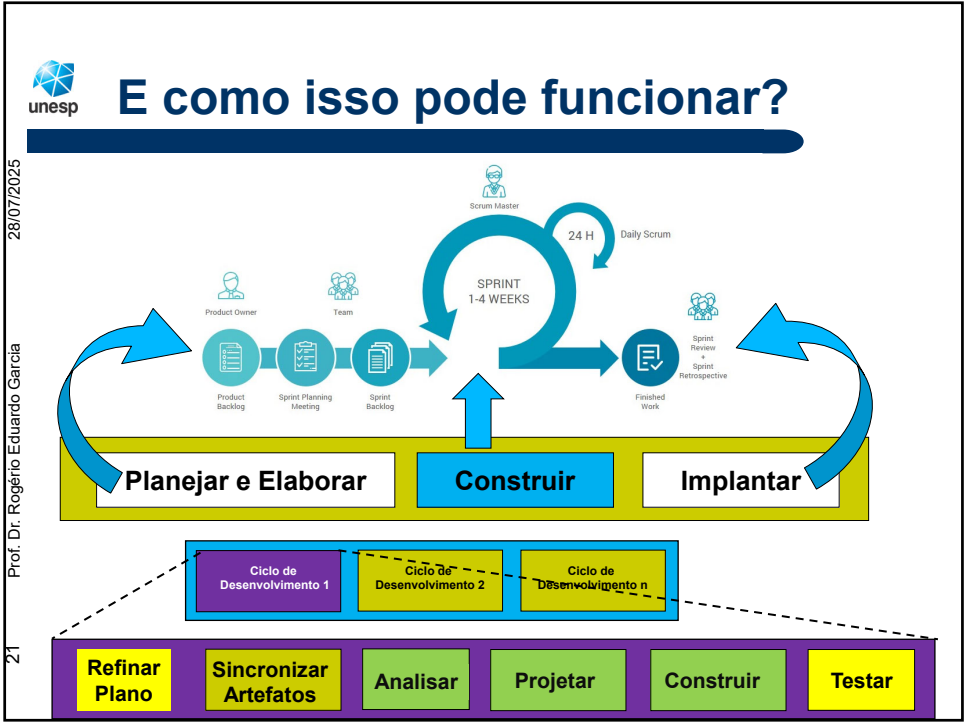 unesp
E como isso pode funcionar?
28/07/2025
Prof. Dr. Rogério Eduardo Garcia
21
Scrum Master
24 H
Daily Scrum
SPRINT
1-4 WEEKS
Product Owner
Team
Product
Backlog
Sprint Planning
Meeting
Sprint
Backlog
Finished
Work
Sprint
Review
+
Sprint
Retrospective
Planejar e Elaborar
Construir
Implantar
Ciclo de
Desenvolvimento 1
Ciclo de
Desenvolvimento 2
Ciclo de
Desenvolvimento n
Refinar
Plano
Sincronizar
Artefatos
Analisar
Projetar
Construir
Testar